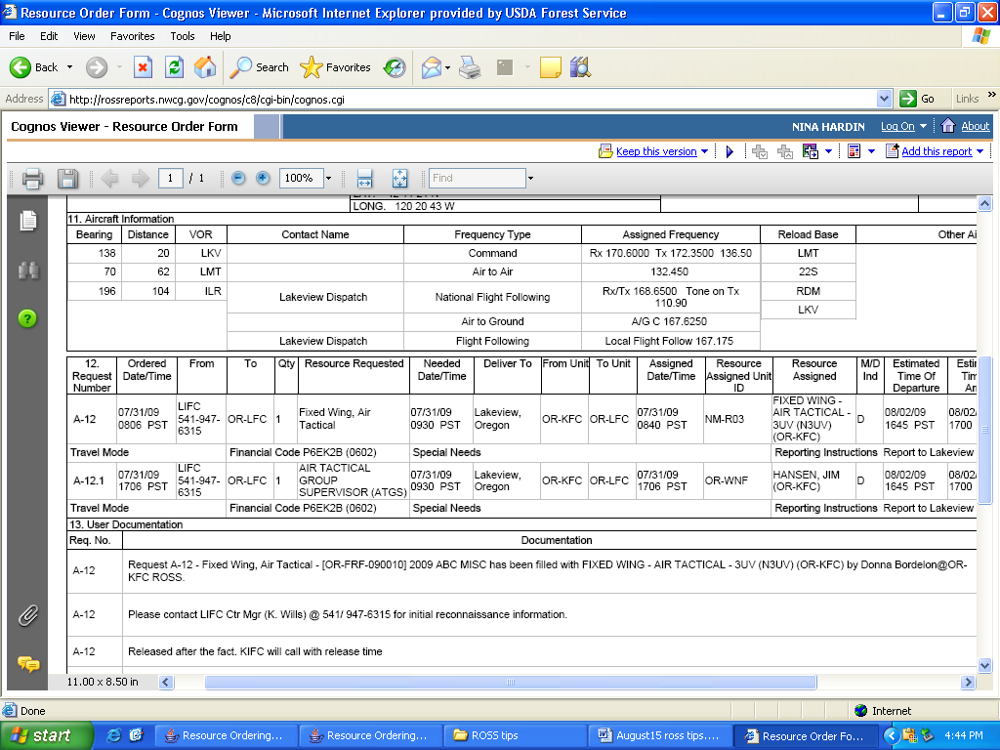 Resource Order Form - Cognos Viewer - Microsoft Internet Explorer provided by USDA Forest Service
File Edit View Favorites Tools Help
Back Search Favorites
Address http://rossreports.nwcg.gov/cognos/c8/cgi-bin/cognos.cgi Go Links »
Cognos Viewer - Resource Order Form NINA HARDIN Log On About
Keep this version Add this report
1 / 1 100% Find
LONG. 120 20 43 W
11. Aircraft Information
Bearing Distance VOR Contact Name Frequency Type Assigned Frequency Reload Base Other Ai
138 20 LKV Command Rx 170.6000 Tx 172.3500 136.50 LMT
70 62 LMT Air to Air 132.450 22S
196 104 ILR Lakeview Dispatch National Flight Following Rx/Tx 168.6500 Tone on Tx RDM
110.90 LKV
Air to Ground A/G C 167.6250
Lakeview Dispatch Flight Following Local Flight Follow 167.175
12. Ordered From To Qty Resource Requested Needed Deliver To From Unit To Unit Assigned Resource Resource M/D Estimated Esti
Request Date/Time Date/Time Date/Time Assigned Unit Assigned Ind Time Of Tim
Number ID Departure Ar
A-12 07/31/09 0806 PST LIFC 541-947-6315 OR-LFC 1 Fixed Wing, Air Tactical 07/31/09 0930 PST Lakeview, Oregon OR-KFC OR-LFC 07/31/09 0840 PST NM-R03 FIXED WING - AIR TACTICAL - 3UV (N3UV) (OR-KFC) D 08/02/09 1645 PST 08/02/ 1700
Travel Mode Financial Code P6EK2B (0602) Special Needs Reporting Instructions Report to Lakeview
A-12.1 07/31/09 1706 PST LIFC 541-947-6315 OR-LFC 1 AIR TACTICAL GROUP SUPERVISOR (ATGS) 07/31/09 0930 PST Lakeview, Oregon OR-KFC OR-LFC 07/31/09 1706 PST OR-WNF HANSEN, JIM (OR-KFC) D 08/02/09 1645 PST 08/02/ 1700
Travel Mode Financial Code P6EK2B (0602) Special Needs Reporting Instructions Report to Lakeview
13. User Documentation
Req. No. Documentation
A-12 Request A-12 - Fixed Wing, Air Tactical - [OR-FRF-090010] 2009 ABC MISC has been filled with FIXED WING - AIR TACTICAL - 3UV (N3UV) (OR-KFC) by Donna Bordelon@OR-
KFC ROSS.
A-12 Please contact LIFC Ctr Mgr (K. Wills) @ 541/ 947-6315 for initial reconnaissance information.
A-12 Released after the fact. KIFC will call with release time
11.00 x 8.50 in
Done Internet
start Resource Ordering... Resource Ordering... ROSS tips August15 ross tips.... Resource Order Fo... 4:44 PM